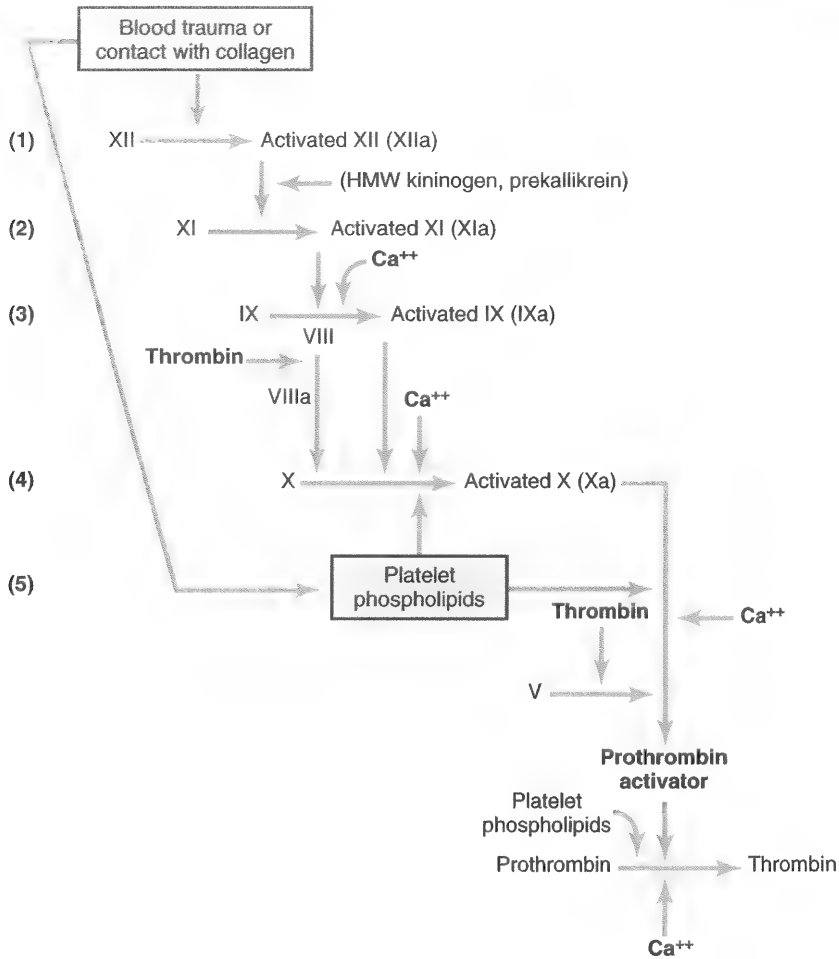 Blood trauma or
contact with collagen
(1) XII Activated XII (XIIa)
(HMW kininogen, prekallikrein)
(2) XI Activated XI (XIa)
Ca++
(3) IX Activated IX (IXa)
VIII
Thrombin
VIIIa Ca++
(4) X Activated X (Xa)
(5) Platelet
phospholipids
Thrombin Ca++
V
Prothrombin
activator
Platelet
phospholipids
Prothrombin Thrombin
Ca++